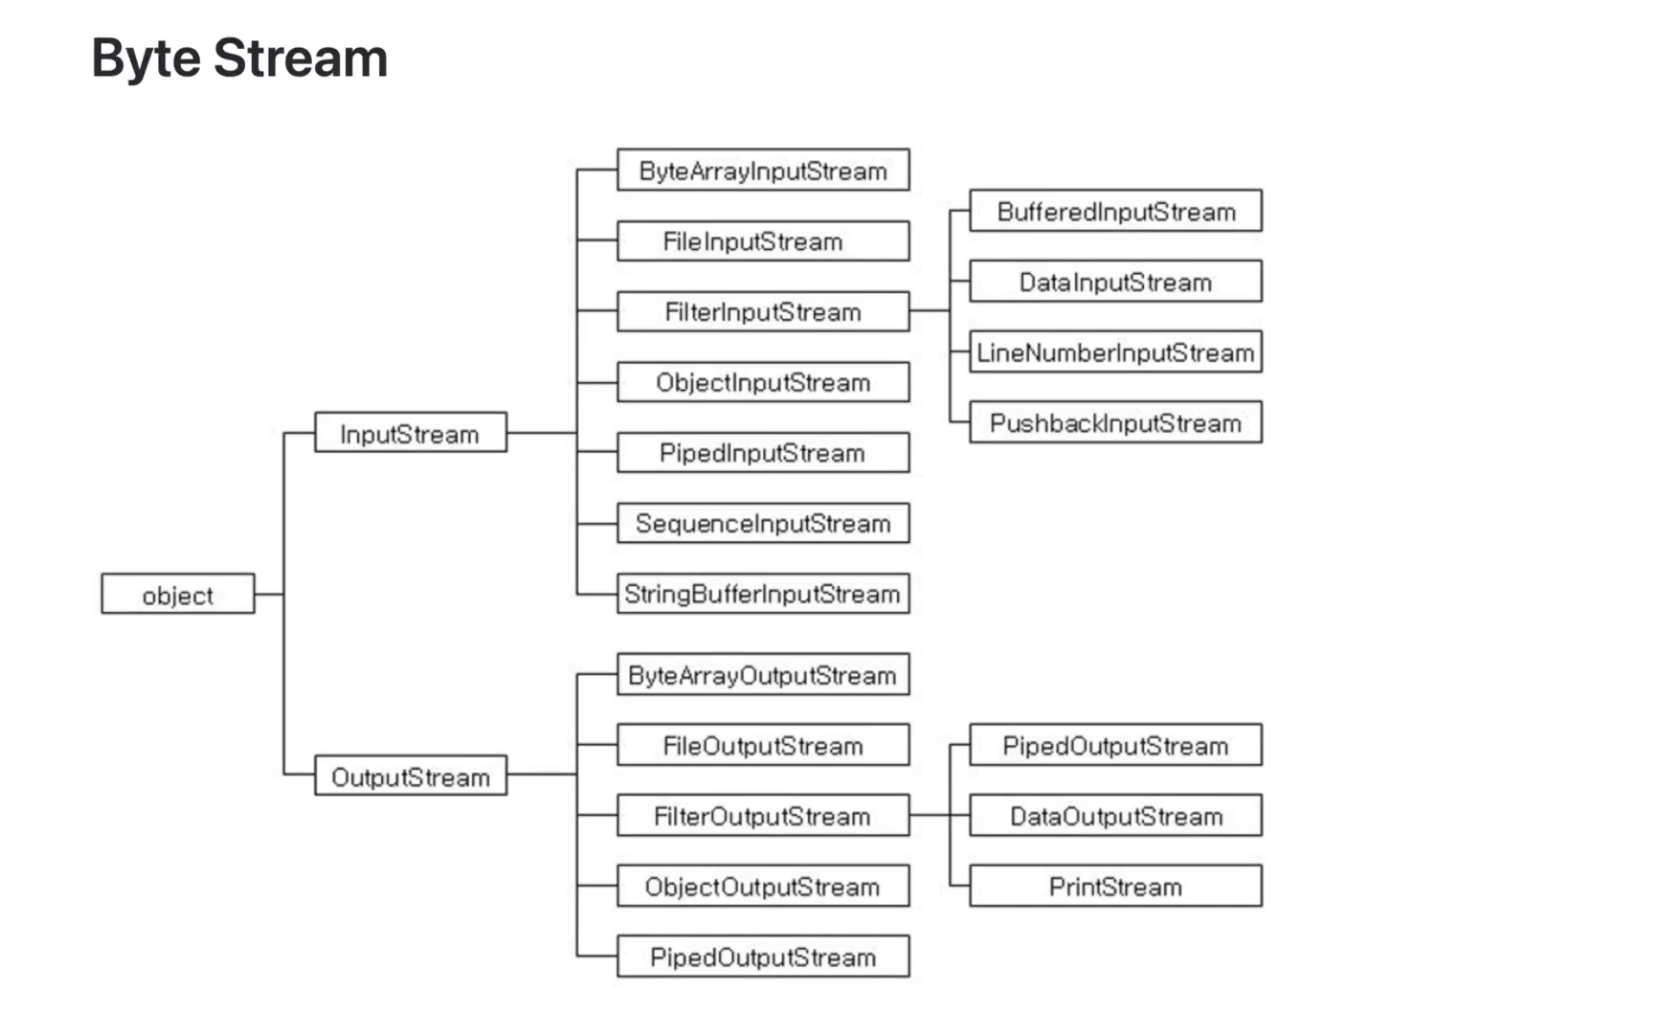 Byte Stream
ByteArrayInputStream
BufferedInputStream
FileInputStream
DataInputStream
FilterInputStream
LineNumberInputStream
ObjectInputStream
PushbackInputStream
InputStream
PipedInputStream
SequenceInputStream
object
StringBufferInputStream
ByteArrayOutputStream
FileOutputStream
PipedOutputStream
OutputStream
FilterOutputStream
DataOutputStream
ObjectOutputStream
PrintStream
PipedOutputStream